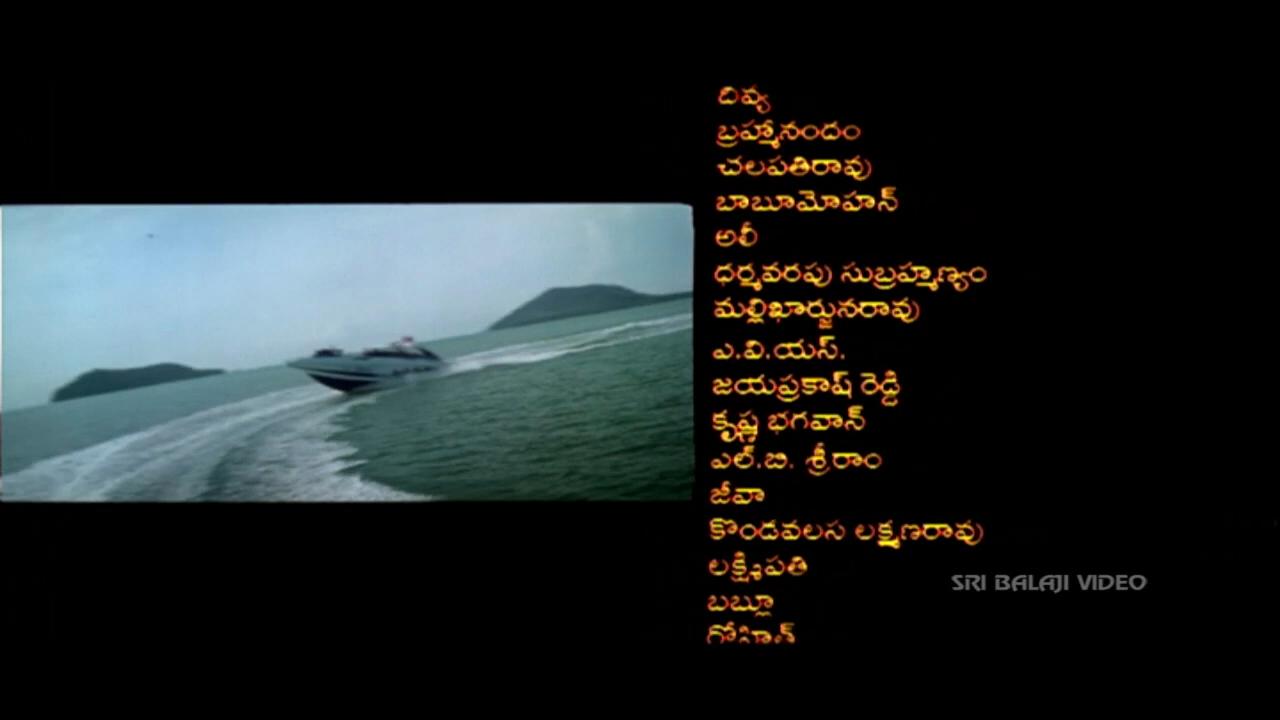 దివ్య
బ్రహ్మానందం
చలపతిరావు
బాబూమోహన్
అలీ
ధర్మవరపు సుబ్రహ్మణ్యం
మల్లిఖార్జునరావు
ఎ.వి.యస్.
జయప్రకాష్ రెడ్డి
కృష్ణ భగవాన్
ఎల్.బి. శ్రీరాం
జీవా
కొండవలస లక్ష్మణరావు
లక్ష్మీపతి
బబ్లూ
SRI BALAJI VIDEO